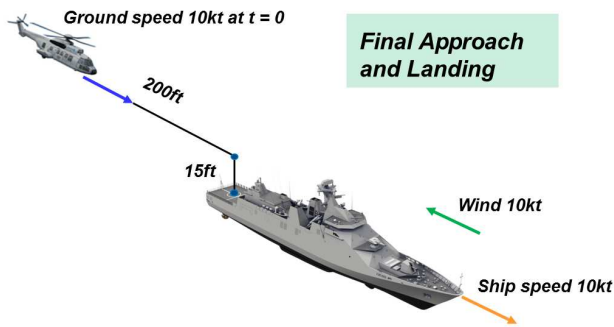 Ground speed 10kt at t = 0
Final Approach
and Landing
200ft
15ft
Wind 10kt
Ship speed 10kt